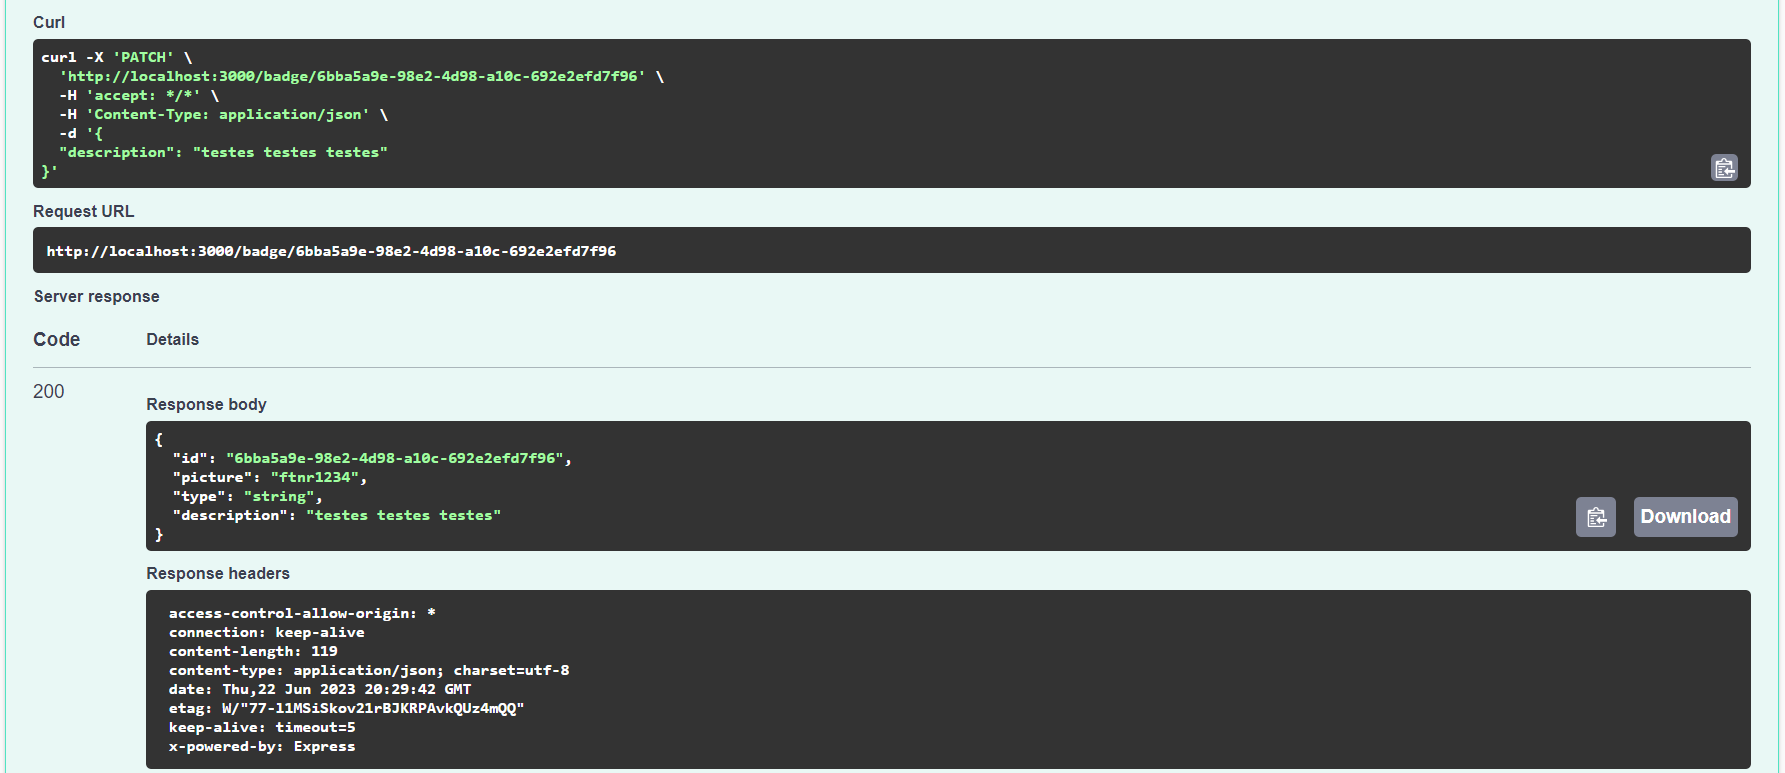 Curl
curl -X 'PATCH' \
  'http://localhost:3000/badge/6bba5a9e-98e2-4d98-a10c-692e2efd7f96' \
  -H 'accept: */*' \
  -H 'Content-Type: application/json' \
  -d '{
  "description": "testes testes testes"
}'
Request URL
http://localhost:3000/badge/6bba5a9e-98e2-4d98-a10c-692e2efd7f96
Server response
Code Details
200
Response body
{
  "id": "6bba5a9e-98e2-4d98-a10c-692e2efd7f96",
  "picture": "ftnr1234",
  "type": "string",
  "description": "testes testes testes"
}
Download
Response headers
access-control-allow-origin: *
connection: keep-alive
content-length: 119
content-type: application/json; charset=utf-8
date: Thu,22 Jun 2023 20:29:42 GMT
etag: W/"77-l1MSiSkov21rBJKRPAvkQUz4mQQ"
keep-alive: timeout=5
x-powered-by: Express